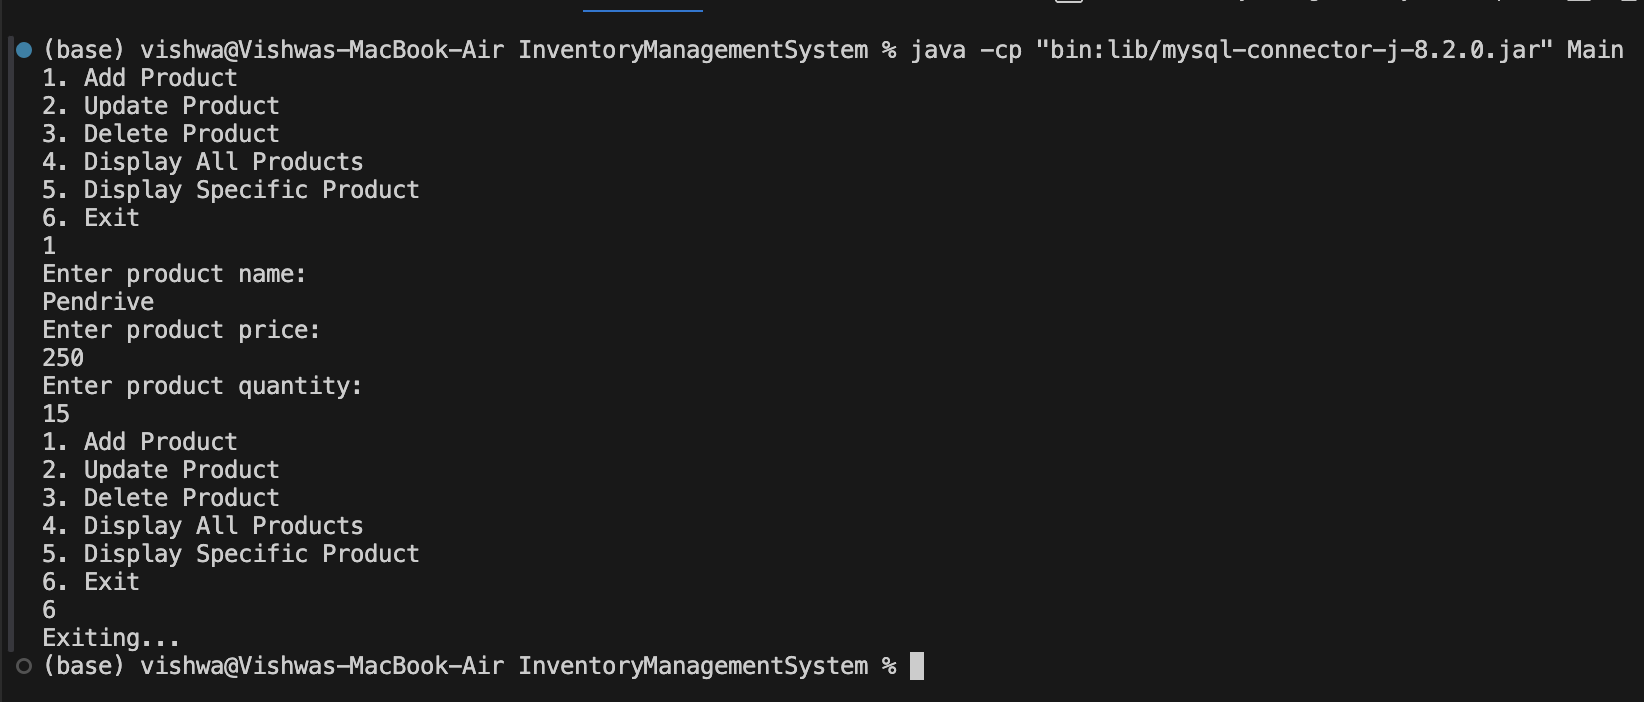 (base) vishwa@Vishwas-MacBook-Air InventoryManagementSystem % java -cp "bin:lib/mysql-connector-j-8.2.0.jar" Main
1. Add Product
2. Update Product
3. Delete Product
4. Display All Products
5. Display Specific Product
6. Exit
1
Enter product name:
Pendrive
Enter product price:
250
Enter product quantity:
15
1. Add Product
2. Update Product
3. Delete Product
4. Display All Products
5. Display Specific Product
6. Exit
6
Exiting...
(base) vishwa@Vishwas-MacBook-Air InventoryManagementSystem %